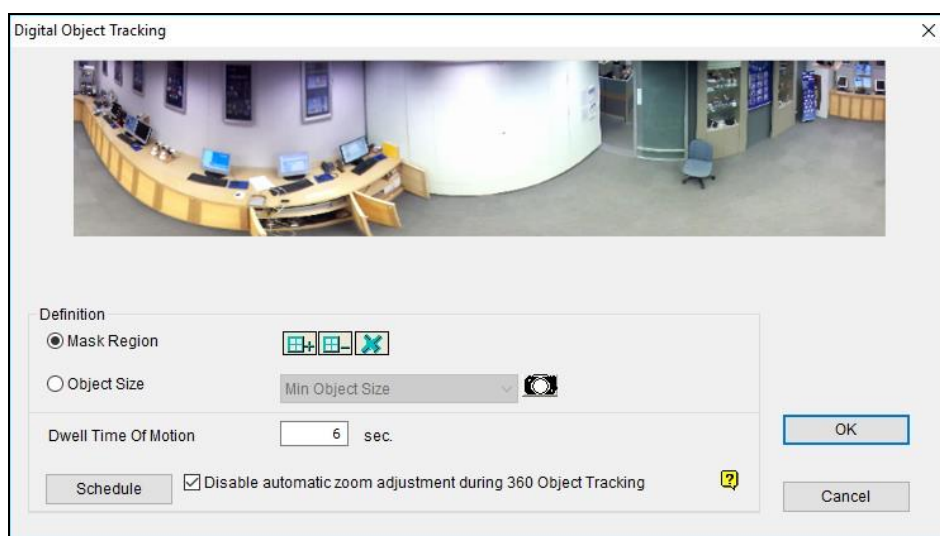 Digital Object Tracking
Definition
Mask Region
Object Size
Min Object Size
Dwell Time Of Motion
6 sec.
OK
Schedule
Disable automatic zoom adjustment during 360 Object Tracking
?
Cancel